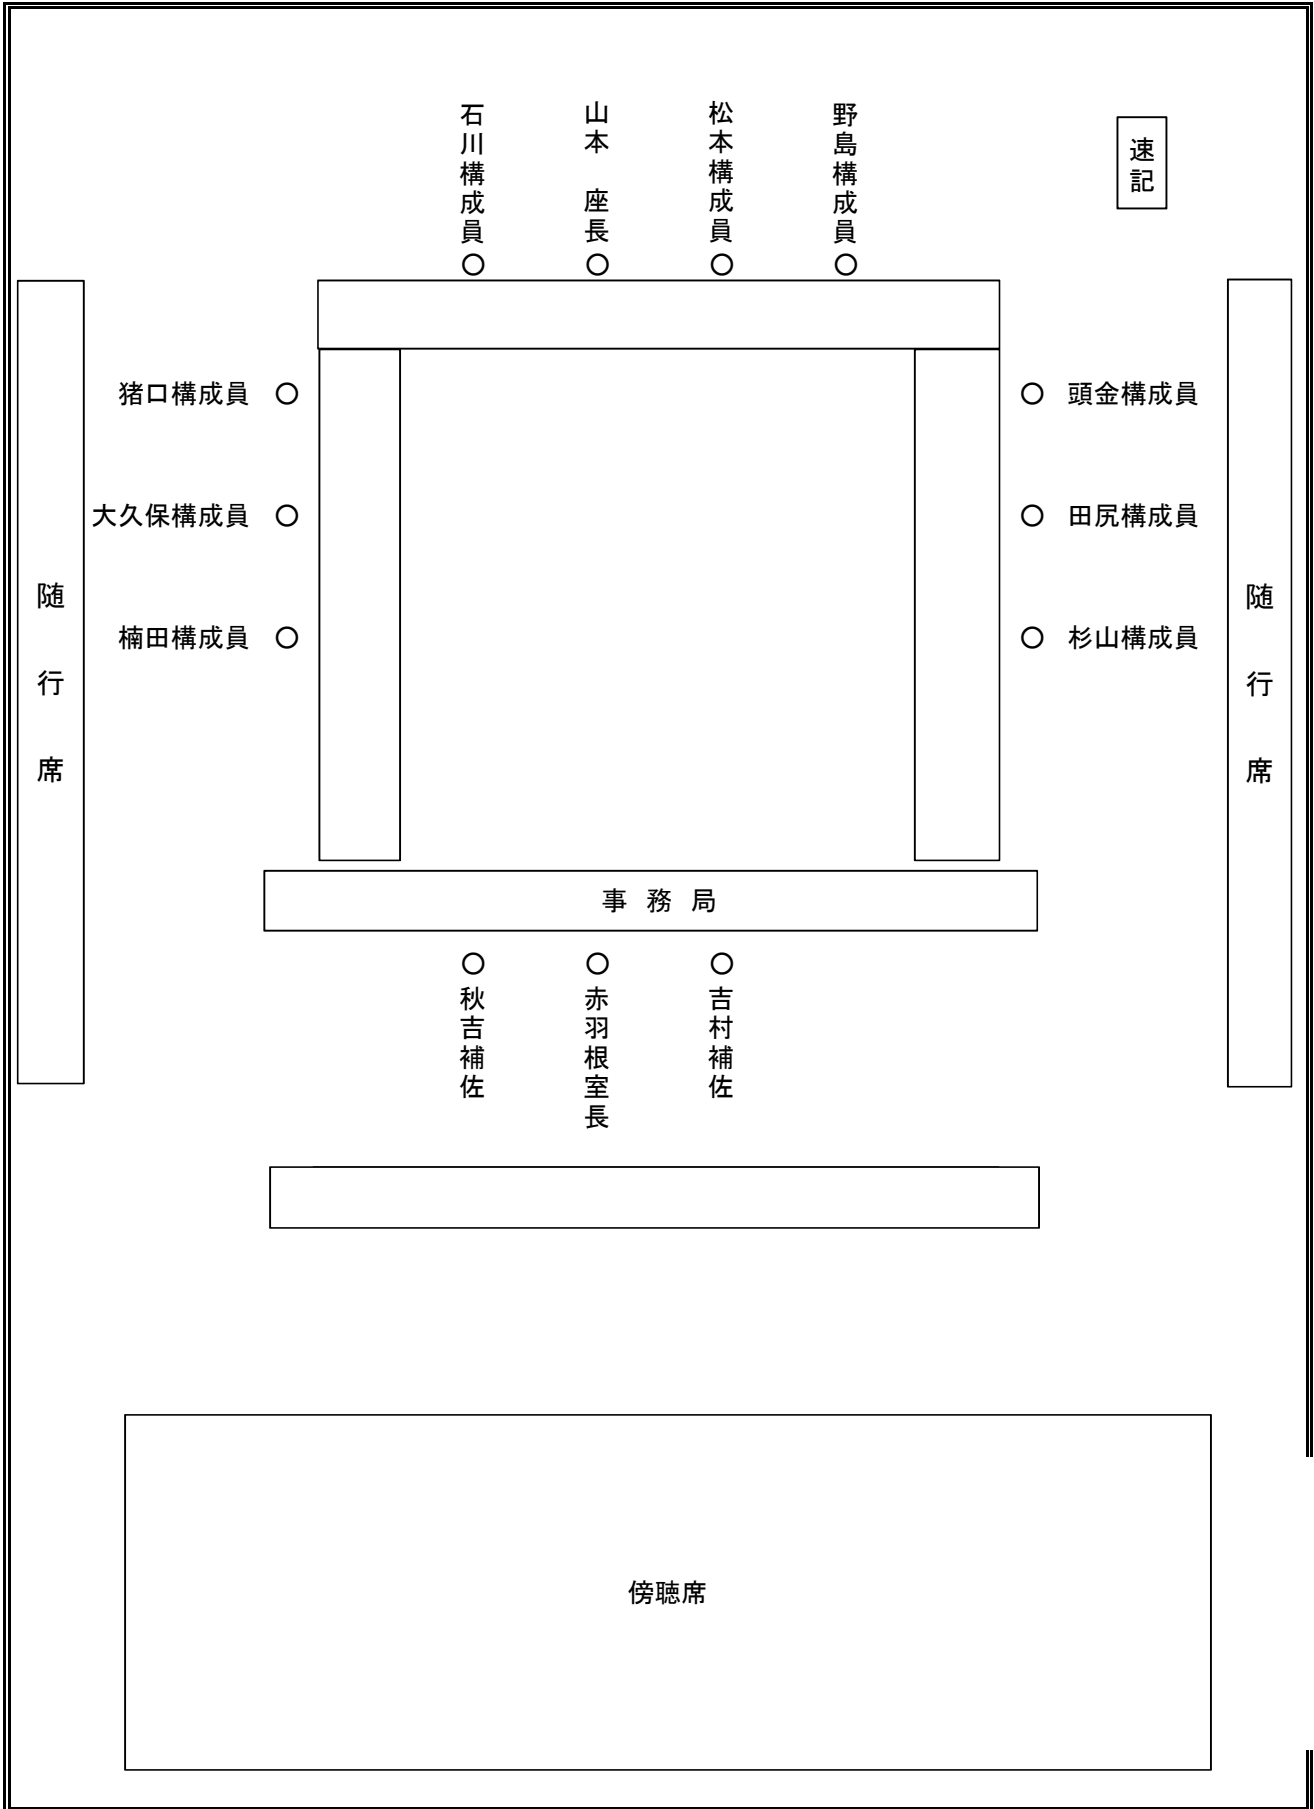 石川構成員
山本　座長
松本構成員
野島構成員
速記
猪口構成員
大久保構成員
楠田構成員
頭金構成員
田尻構成員
杉山構成員
随行席
随行席
事務局
秋吉補佐
赤羽根室長
吉村補佐
傍聴席